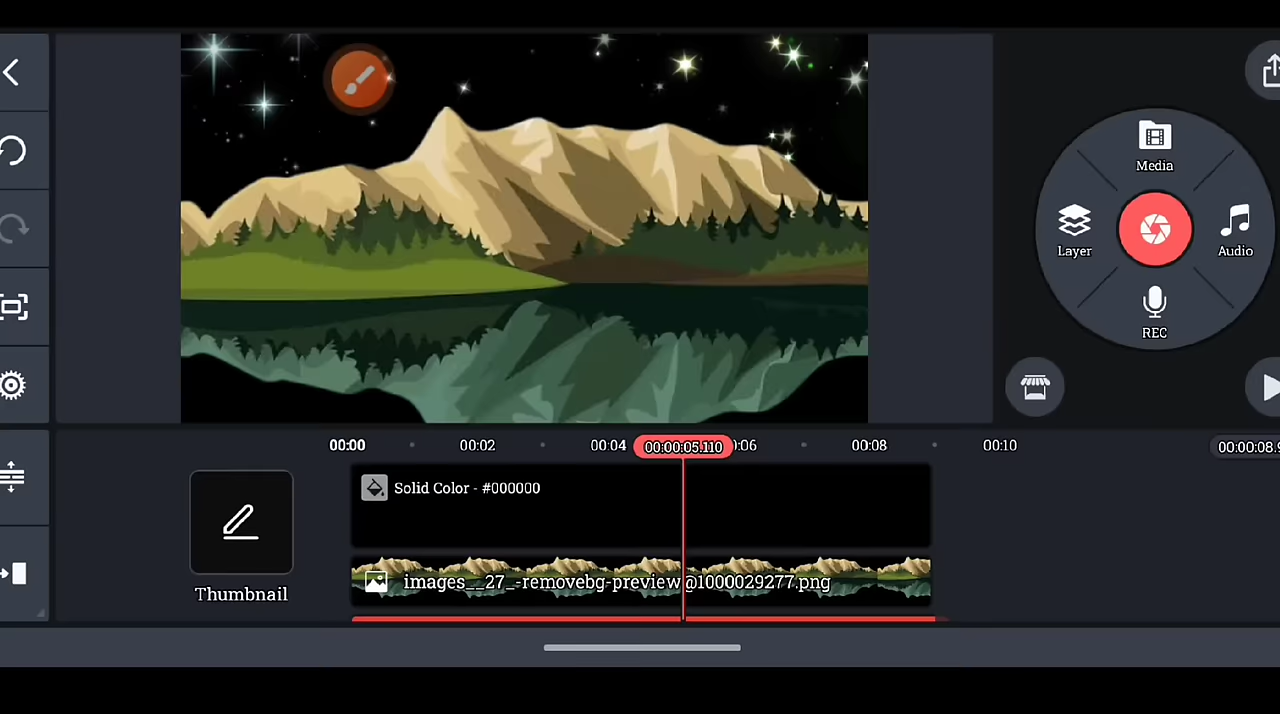 Media
Layer
Audio
REC
00:00
00:02
00:04
00:00:05.110
0:06
00:08
00:10
00:00:08.9
Solid Color - #000000
images__27_-removebg-preview@1000029277.png
Thumbnail